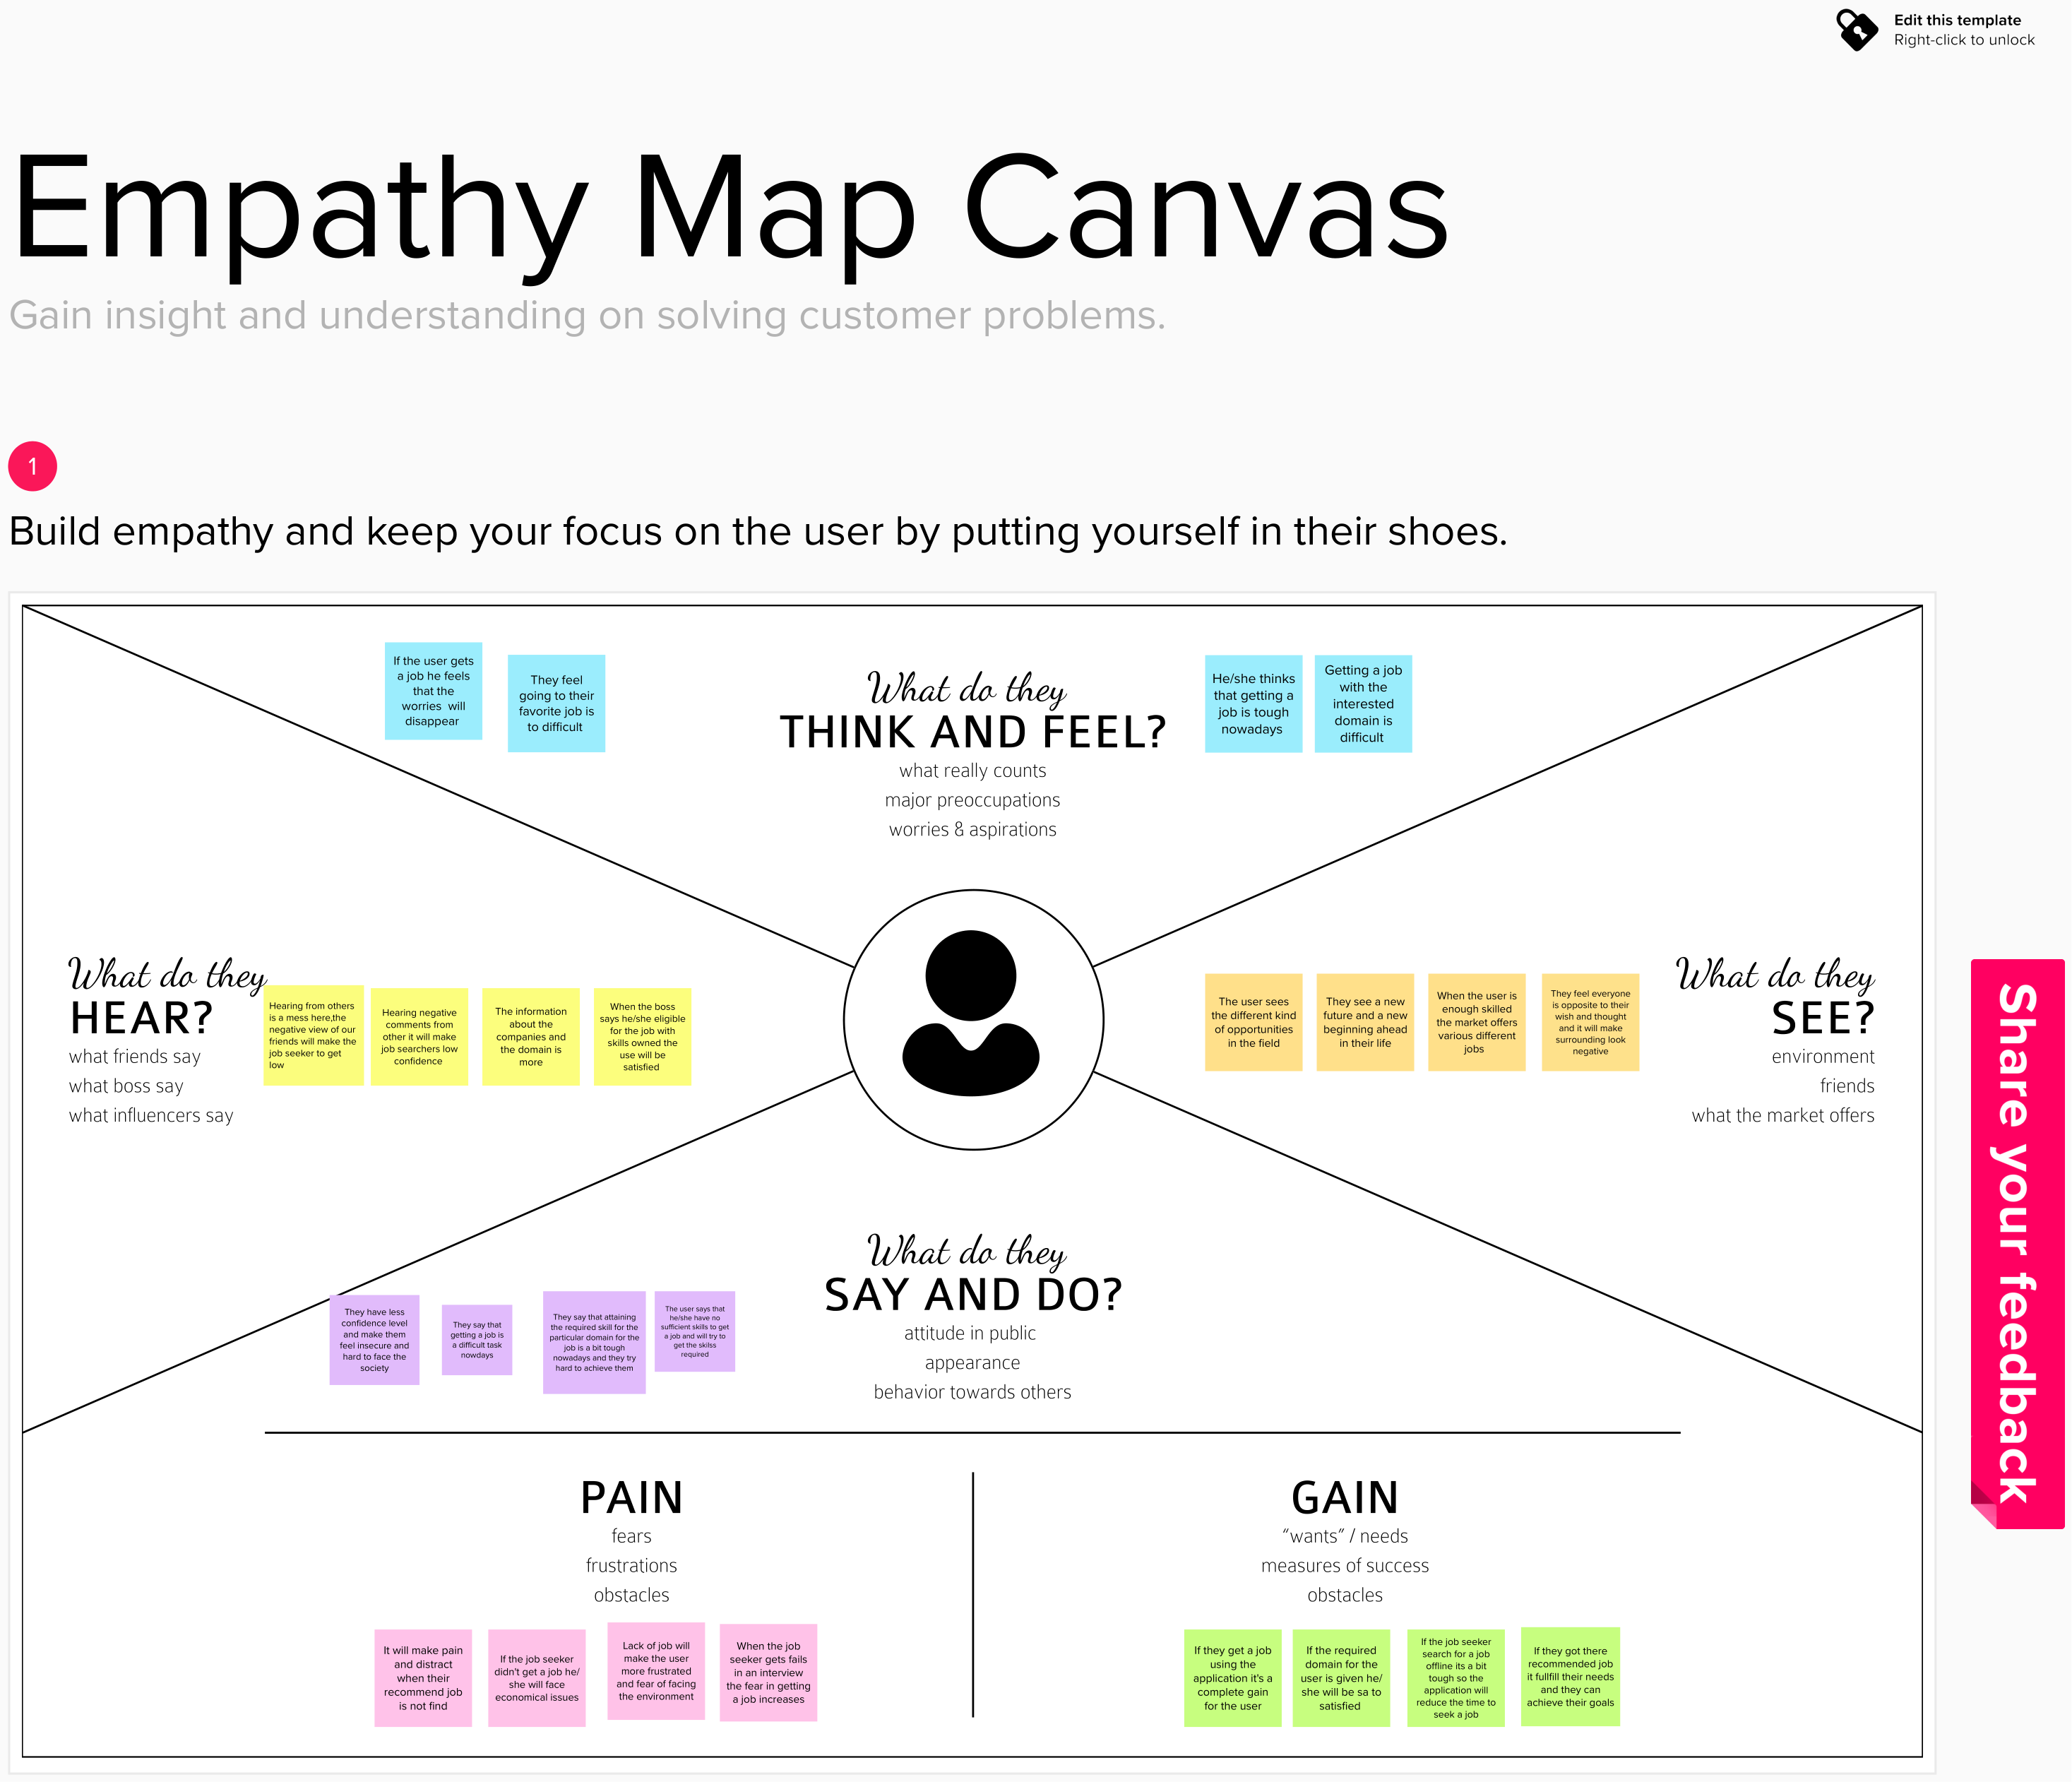 Edit this template
Right-click to unlock
Empathy Map Canvas
Gain insight and understanding on solving customer problems.
1
Build empathy and keep your focus on the user by putting yourself in their shoes.
If the user gets
a job he feels
that the
worries will
disappear
They feel
going to their
favorite job is
to difficult
What do they
THINK AND FEEL?
what really counts
major preoccupations
worries & aspirations
He/she thinks
that getting a
job is tough
nowadays
Getting a job
with the
interested
domain is
difficult
What do they
HEAR?
what friends say
what boss say
what influencers say
Hearing from others
is a mess here,the
negative view of our
friends will make the
job seeker to get
low
Hearing negative
comments from
other it will make
job searchers low
confidence
The information
about the
companies and
the domain is
more
When the boss
says he/she eligible
for the job with
skills owned the
use will be
satisfied
The user sees
the different kind
of opportunities
in the field
They see a new
future and a new
beginning ahead
in their life
When the user is
enough skilled
the market offers
various different
jobs
They feel everyone
is opposite to their
wish and thought
and it will make
surrounding look
negative
What do they
SEE?
environment
friends
what the market offers
Share your feedback
They have less
confidence level
and make them
feel insecure and
hard to face the
society
They say that
getting a job is
a difficult task
nowdays
They say that attaining
the required skill for the
particular domain for the
job is a bit tough
nowadays and they try
hard to achieve them
The user says that
he/she have no
sufficient skills to get
a job and will try to
get the skilss
required
What do they
SAY AND DO?
attitude in public
appearance
behavior towards others
PAIN
fears
frustrations
obstacles
It will make pain
and distract
when their
recommend job
is not find
If the job seeker
didn't get a job he/
she will face
economical issues
Lack of job will
make the user
more frustrated
and fear of facing
the environment
When the job
seeker gets fails
in an interview
the fear in getting
a job increases
GAIN
“wants” / needs
measures of success
obstacles
If they get a job
using the
application it's a
complete gain
for the user
If the required
domain for the
user is given he/
she will be sa to
satisfied
If the job seeker
search for a job
offline its a bit
tough so the
application will
reduce the time to
seek a job
If they got there
recommended job
it fullfill their needs
and they can
achieve their goals